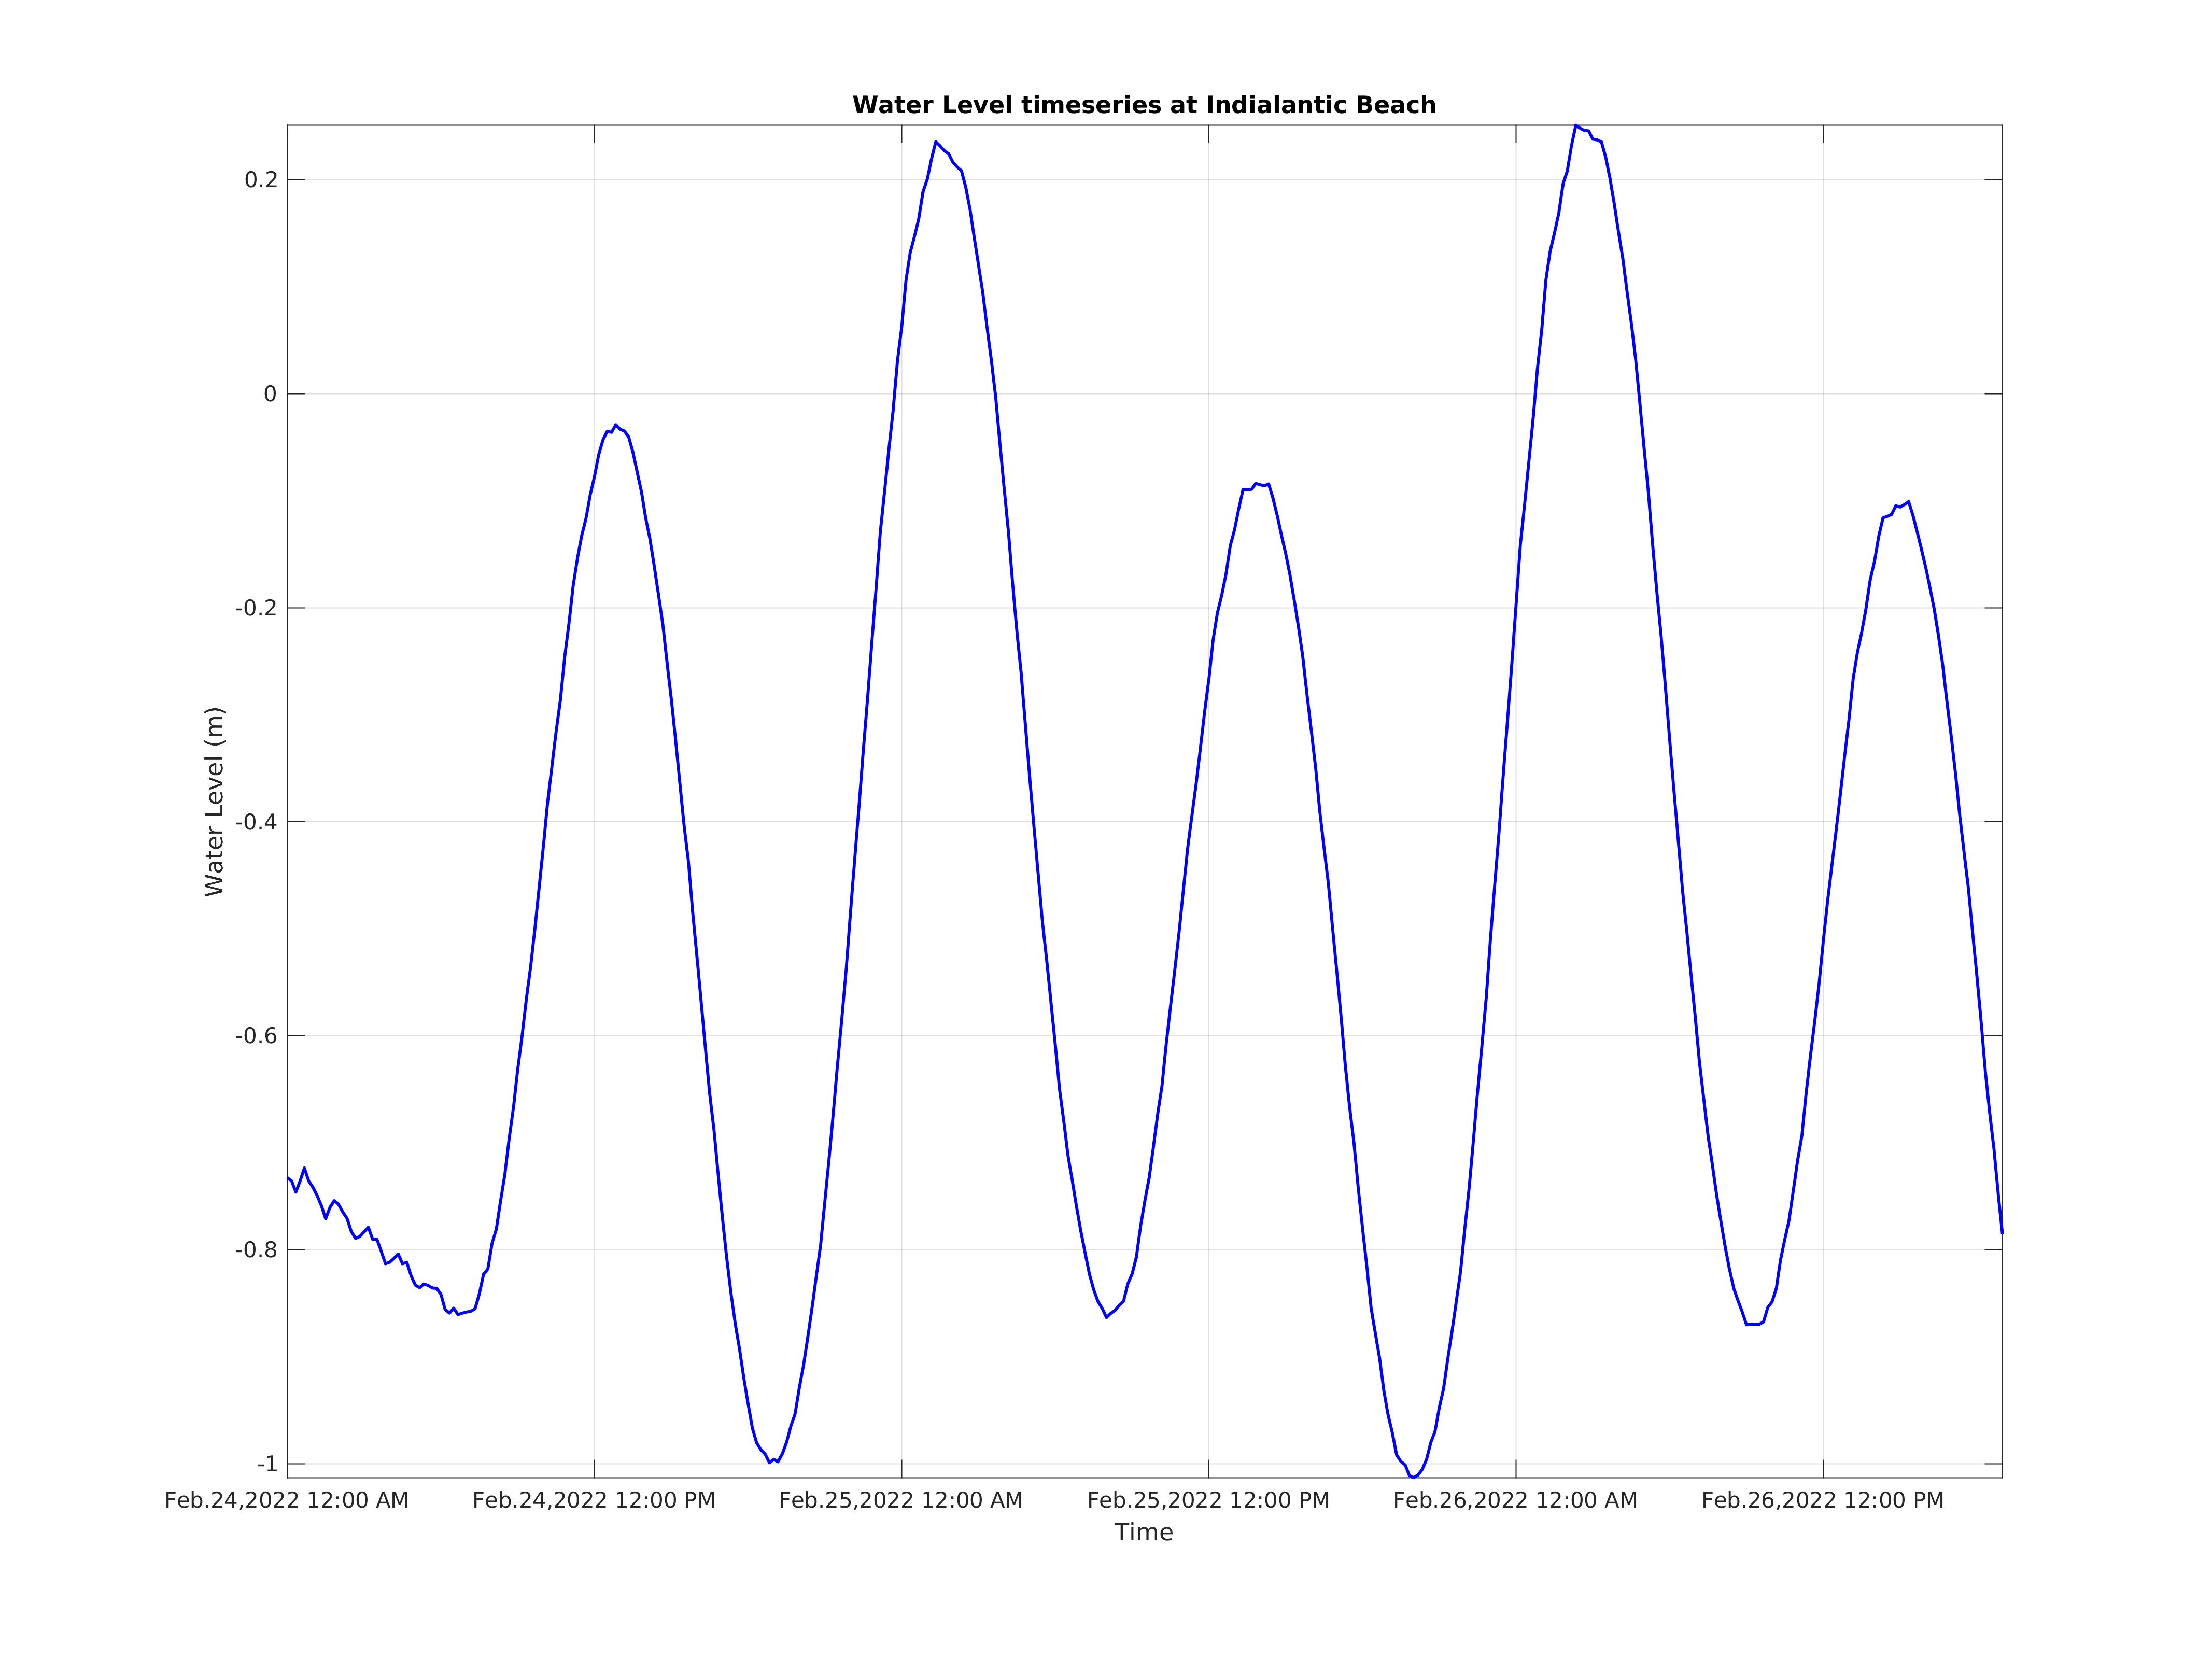 Water Level timeseries at Indialantic Beach
0.2
0
-0.2
-0.4
-0.6
-0.8
-1
Water Level (m)
Feb.24,2022 12:00 AM
Feb.24,2022 12:00 PM
Feb.25,2022 12:00 AM
Feb.25,2022 12:00 PM
Feb.26,2022 12:00 AM
Feb.26,2022 12:00 PM
Time